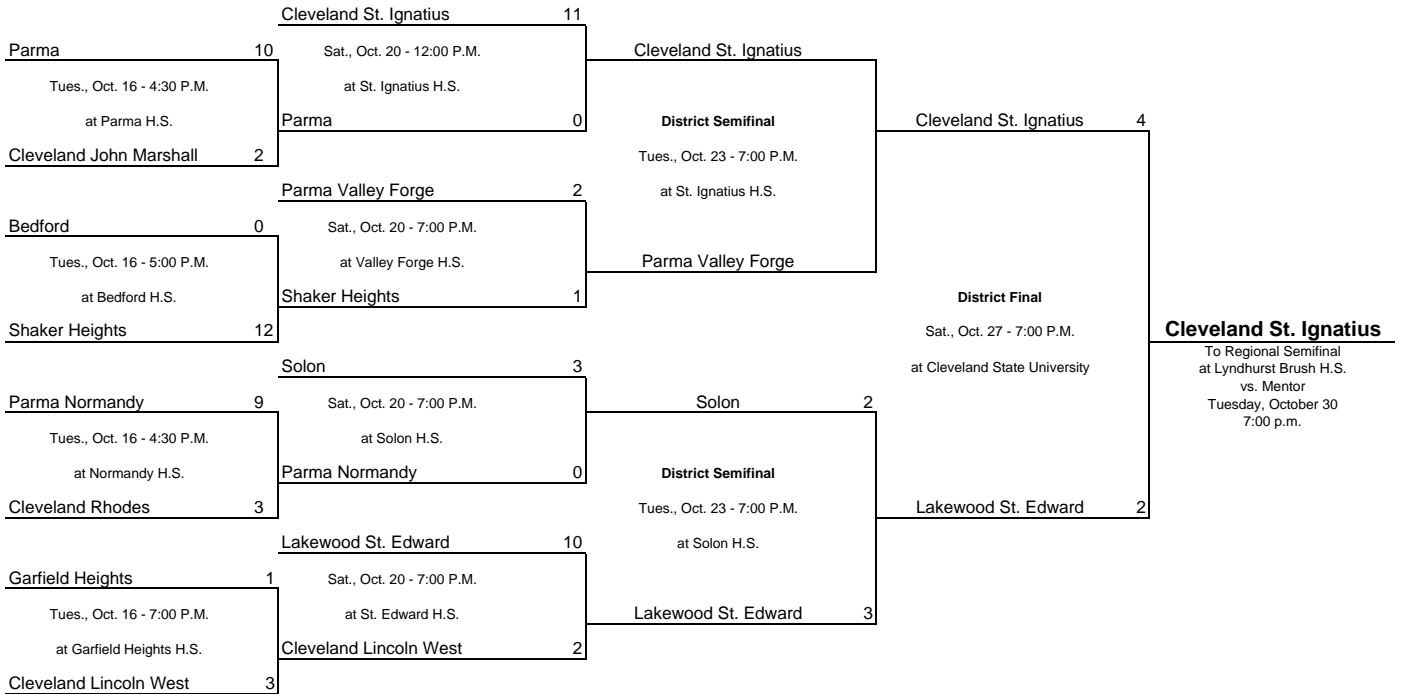 Cleveland St. Ignatius 11
Parma 10
Sat., Oct. 20 - 12:00 P.M.
Cleveland St. Ignatius
Tues., Oct. 16 - 4:30 P.M.
at St. Ignatius H.S.
at Parma H.S.
Parma 0
District Semifinal
Cleveland St. Ignatius 4
Cleveland John Marshall 2
Tues., Oct. 23 - 7:00 P.M.
Parma Valley Forge 2
at St. Ignatius H.S.
Bedford 0
Sat., Oct. 20 - 7:00 P.M.
Tues., Oct. 16 - 5:00 P.M.
at Valley Forge H.S.
Parma Valley Forge
at Bedford H.S.
Shaker Heights 1
District Final
Shaker Heights 12
Sat., Oct. 27 - 7:00 P.M.
Cleveland St. Ignatius
To Regional Semifinal
at Lyndhurst Brush H.S.
vs. Mentor
Tuesday, October 30
7:00 p.m.
Solon 3
at Cleveland State University
Parma Normandy 9
Sat., Oct. 20 - 7:00 P.M.
Solon 2
Tues., Oct. 16 - 4:30 P.M.
at Solon H.S.
at Normandy H.S.
Parma Normandy 0
District Semifinal
Cleveland Rhodes 3
Tues., Oct. 23 - 7:00 P.M.
Lakewood St. Edward 2
Lakewood St. Edward 10
at Solon H.S.
Garfield Heights 1
Sat., Oct. 20 - 7:00 P.M.
Tues., Oct. 16 - 7:00 P.M.
at St. Edward H.S.
Lakewood St. Edward 3
at Garfield Heights H.S.
Cleveland Lincoln West 2
Cleveland Lincoln West 3